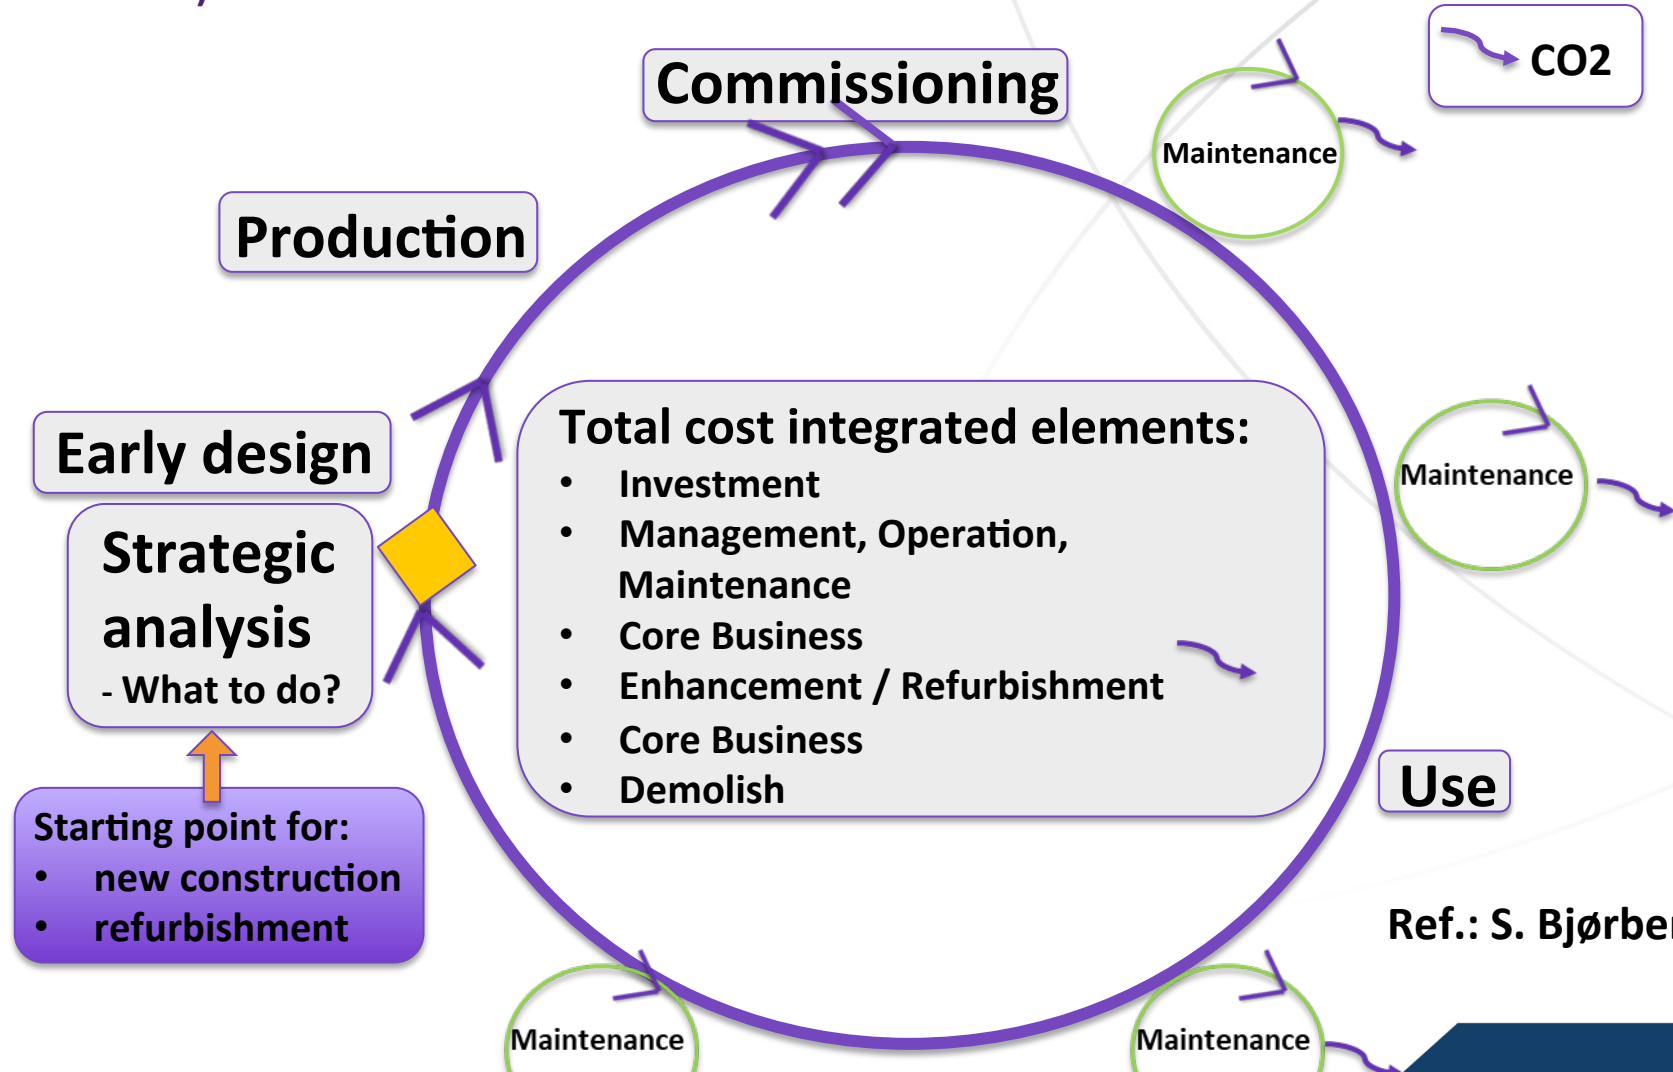 Commissioning
CO2
Maintenance
Production
Early design
Strategic
analysis
- What to do?
Total cost integrated elements:
• Investment
• Management, Operation,
Maintenance
• Core Business
• Enhancement / Refurbishment
• Core Business
• Demolish
Maintenance
Use
Starting point for:
• new construction
• refurbishment
Ref.: S.
Maintenance
Maintenance